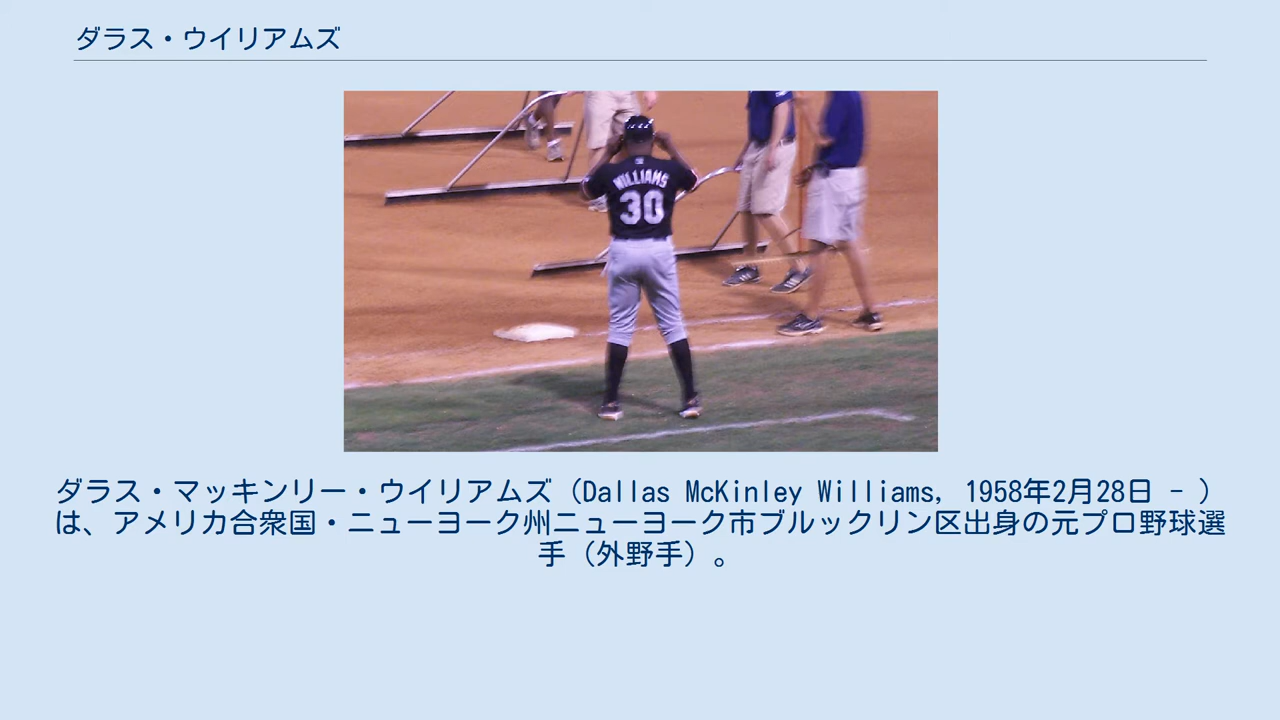 ダラス・ウイリアムズ
WILLIAMS
30
ダラス・マッキンリー・ウイリアムズ（Dallas McKinley Williams, 1958年2月28日 - ）
は、アメリカ合衆国・ニューヨーク州ニューヨーク市ブルックリン区出身の元プロ野球選
手（外野手）。